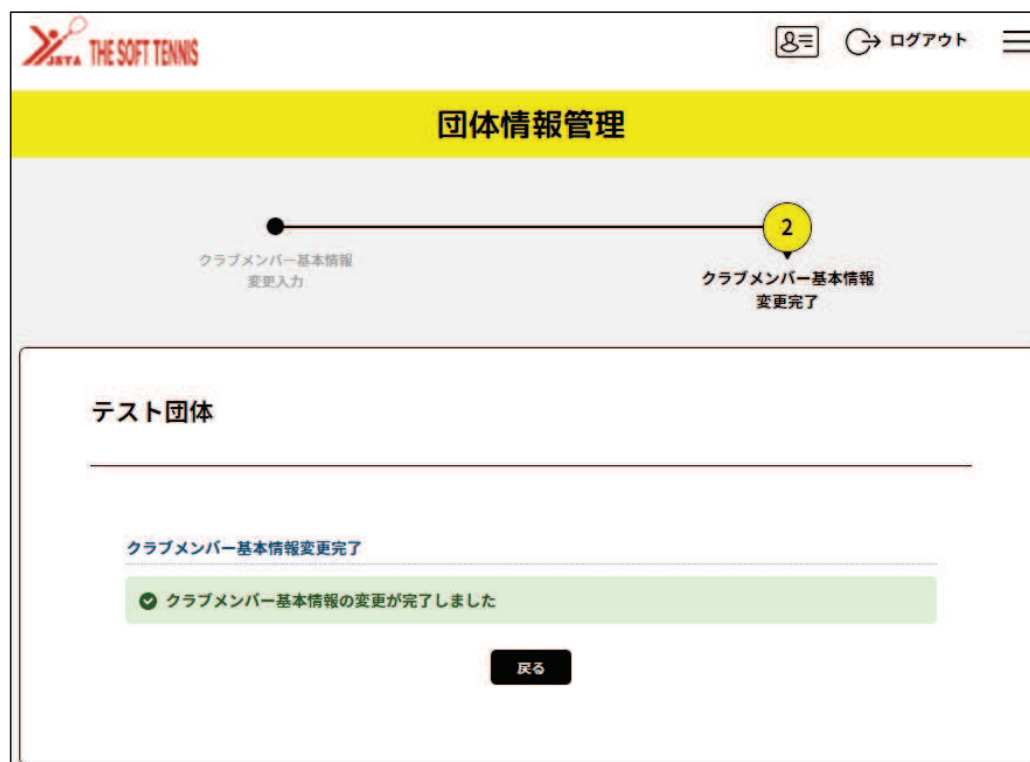 JSTA THE SOFT TENNIS
ログアウト
団体情報管理
2
クラブメンバー基本情報
変更入力
クラブメンバー基本情報
変更完了
テスト団体
クラブメンバー基本情報変更完了
クラブメンバー基本情報の変更が完了しました
戻る